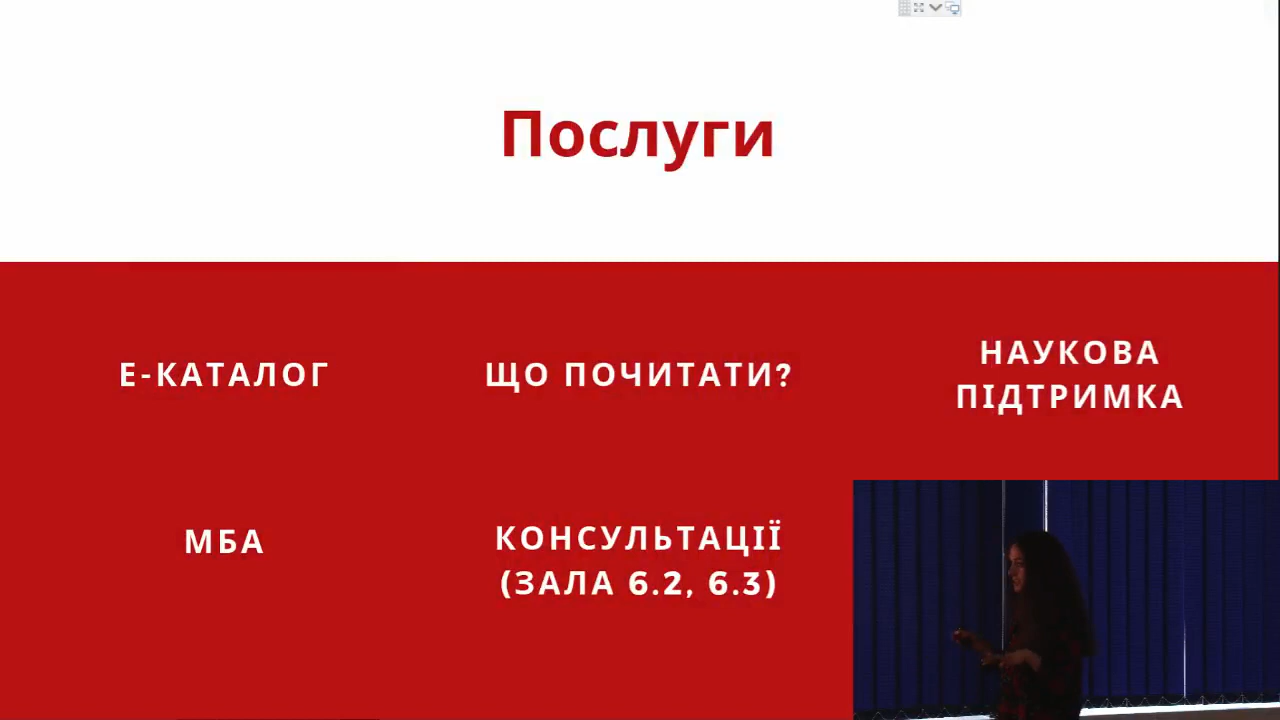 Послуги
Е-КАТАЛОГ
ЩО ПОЧИТАТИ?
НАУКОВА
ПІДТРИМКА
МБА
КОНСУЛЬТАЦІЇ
(ЗАЛА 6.2, 6.3)